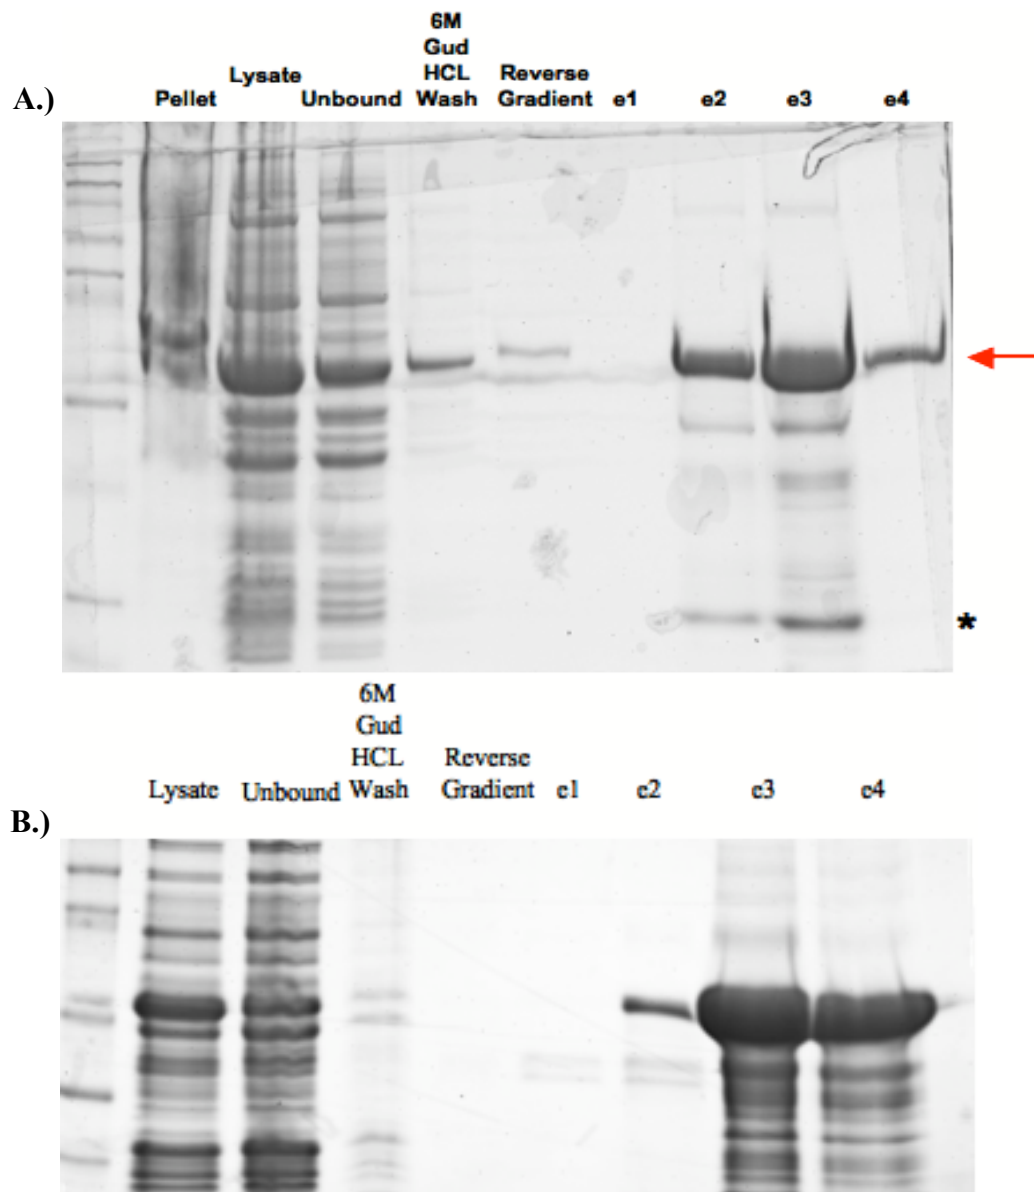 A.)
Pellet
Lysate
Unbound
6M
Gud
HCL
Wash
Reverse
Gradient
e1
e2
e3
e4
*
B.)
Lysate
Unbound
6M
Gud
HCL
Wash
Reverse
Gradient
e1
e2
e3
e4